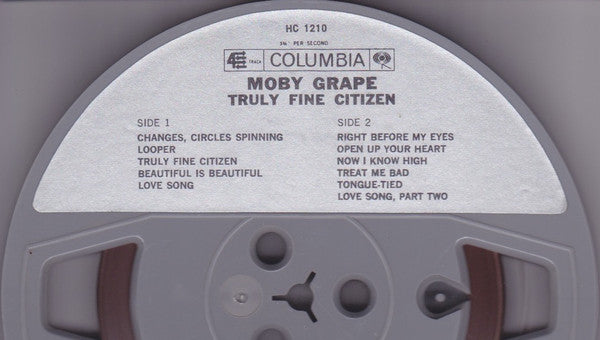 HC 1210
3¾" PER SECOND
4 TRACK COLUMBIA
MOBY GRAPE
TRULY FINE CITIZEN
SIDE 1
CHANGES, CIRCLES SPINNING
LOOPER
TRULY FINE CITIZEN
BEAUTIFUL IS BEAUTIFUL
LOVE SONG
SIDE 2
RIGHT BEFORE MY EYES
OPEN UP YOUR HEART
NOW I KNOW HIGH
TREAT ME BAD
TONGUE-TIED
LOVE SONG, PART TWO